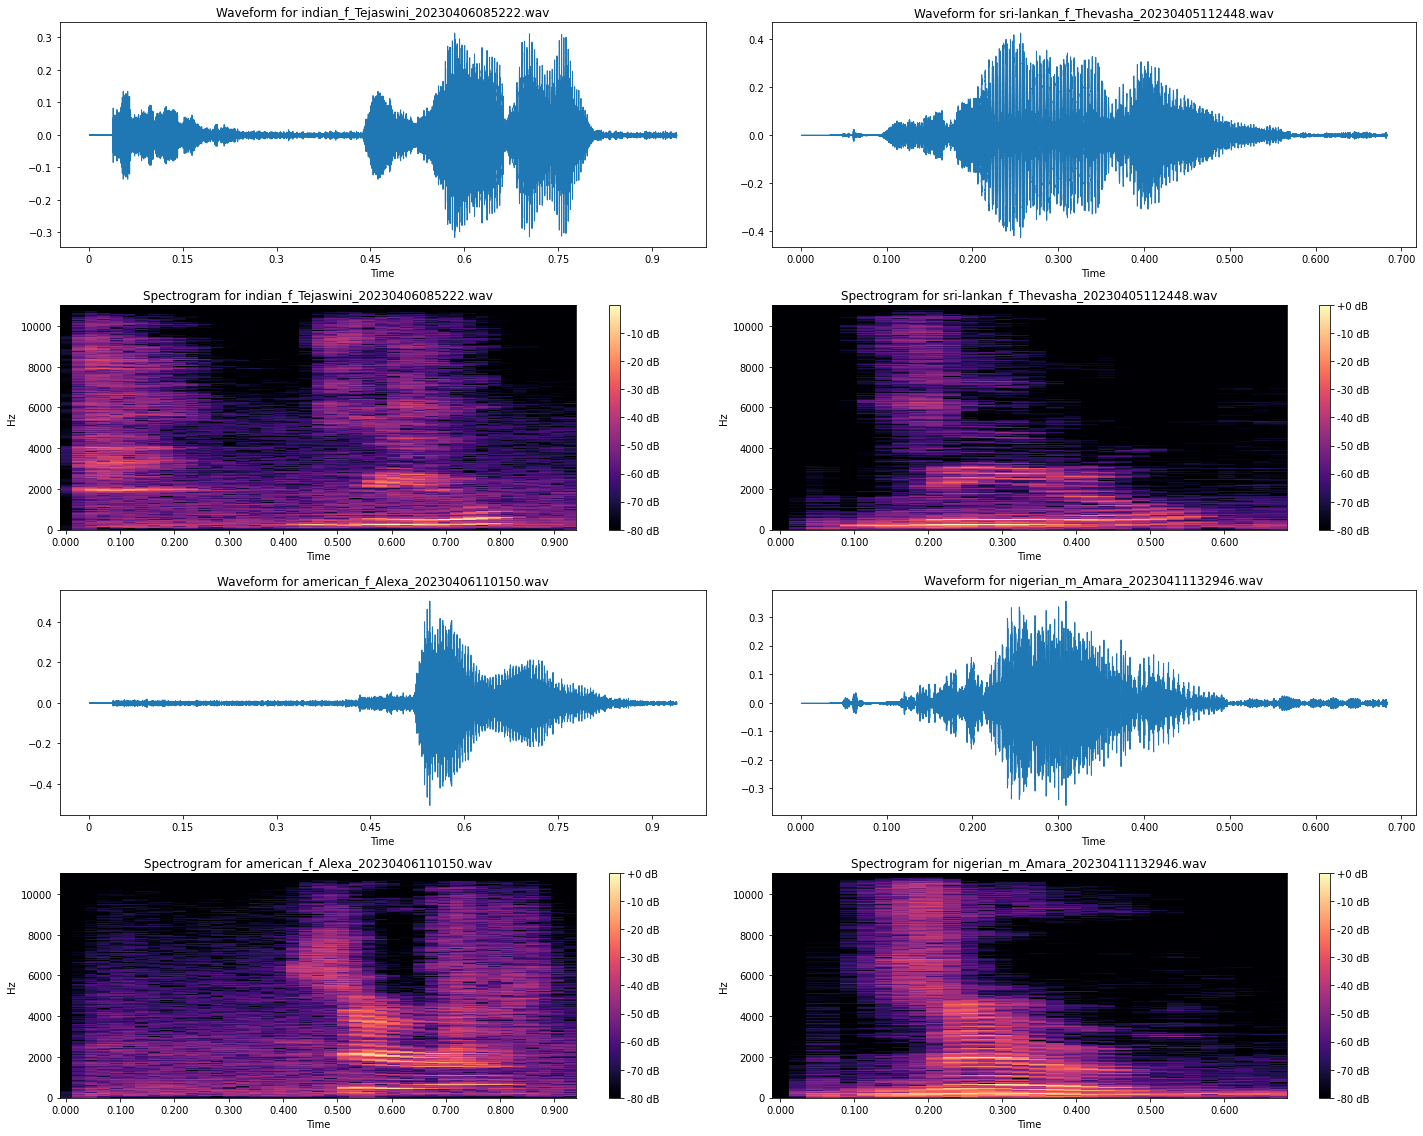 Waveform for indian_f_Tejaswini_20230406085222.wav
0.3
0.2
0.1
0.0
−0.1
−0.2
−0.3
0 0.15 0.3 0.45 0.6 0.75 0.9
Time
Waveform for sri-lankan_f_Thevasha_20230405112448.wav
0.4
0.2
0.0
−0.2
−0.4
0.000 0.100 0.200 0.300 0.400 0.500 0.600 0.700
Time
Spectrogram for indian_f_Tejaswini_20230406085222.wav
Hz
10000
8000
6000
4000
2000
0
0.000 0.100 0.200 0.300 0.400 0.500 0.600 0.700 0.800 0.900
Time
-10 dB
-20 dB
-30 dB
-40 dB
-50 dB
-60 dB
-70 dB
-80 dB
Spectrogram for sri-lankan_f_Thevasha_20230405112448.wav
Hz
10000
8000
6000
4000
2000
0
0.000 0.100 0.200 0.300 0.400 0.500 0.600
Time
+0 dB
-10 dB
-20 dB
-30 dB
-40 dB
-50 dB
-60 dB
-70 dB
-80 dB
Waveform for american_f_Alexa_20230406110150.wav
0.4
0.2
0.0
−0.2
−0.4
0 0.15 0.3 0.45 0.6 0.75 0.9
Time
Waveform for nigerian_m_Amara_20230411132946.wav
0.3
0.2
0.1
0.0
−0.1
−0.2
−0.3
0.000 0.100 0.200 0.300 0.400 0.500 0.600 0.700
Time
Spectrogram for american_f_Alexa_20230406110150.wav
Hz
10000
8000
6000
4000
2000
0
0.000 0.100 0.200 0.300 0.400 0.500 0.600 0.700 0.800 0.900
Time
+0 dB
-10 dB
-20 dB
-30 dB
-40 dB
-50 dB
-60 dB
-70 dB
-80 dB
Spectrogram for nigerian_m_Amara_20230411132946.wav
Hz
10000
8000
6000
4000
2000
0
0.000 0.100 0.200 0.300 0.400 0.500 0.600
Time
+0 dB
-10 dB
-20 dB
-30 dB
-40 dB
-50 dB
-60 dB
-70 dB
-80 dB